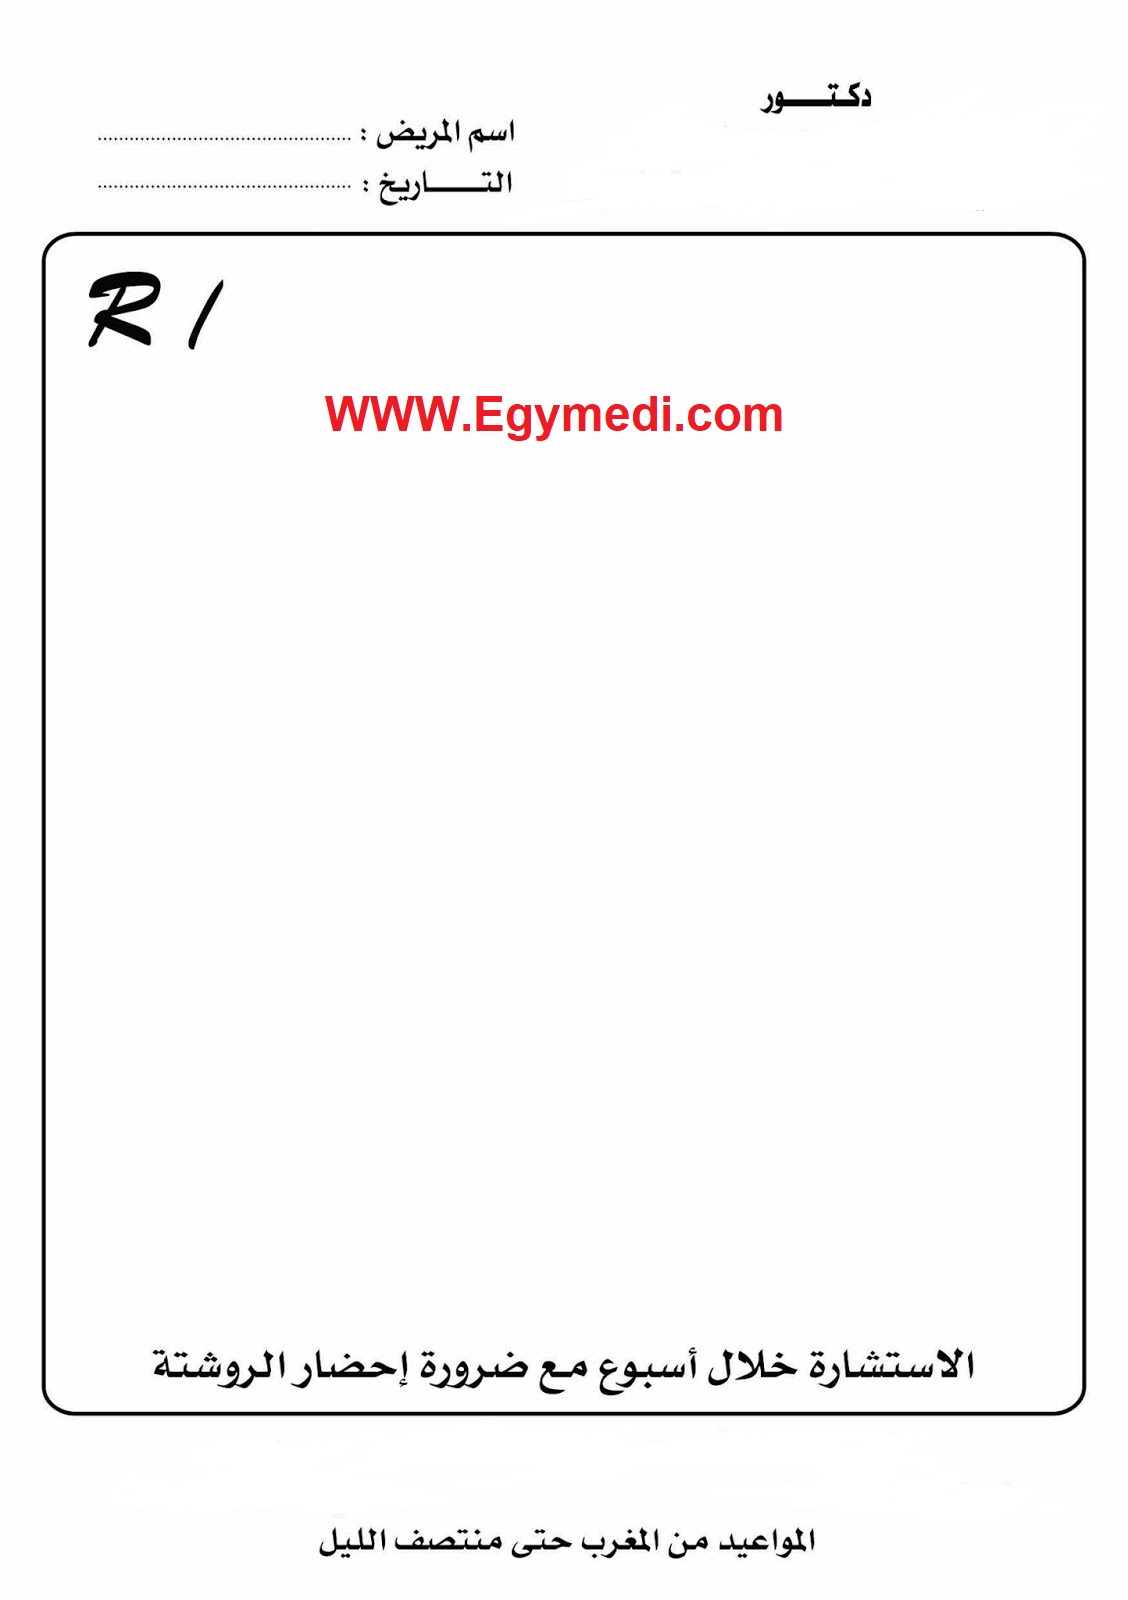 دكتـــــور
اسم المريض : ................................................
التـــــاريخ : ................................................
R /
WWW.Egymedi.com
الاستشارة خلال أسبوع مع ضرورة إحضار الروشتة
المواعيد من المغرب حتى منتصف الليل